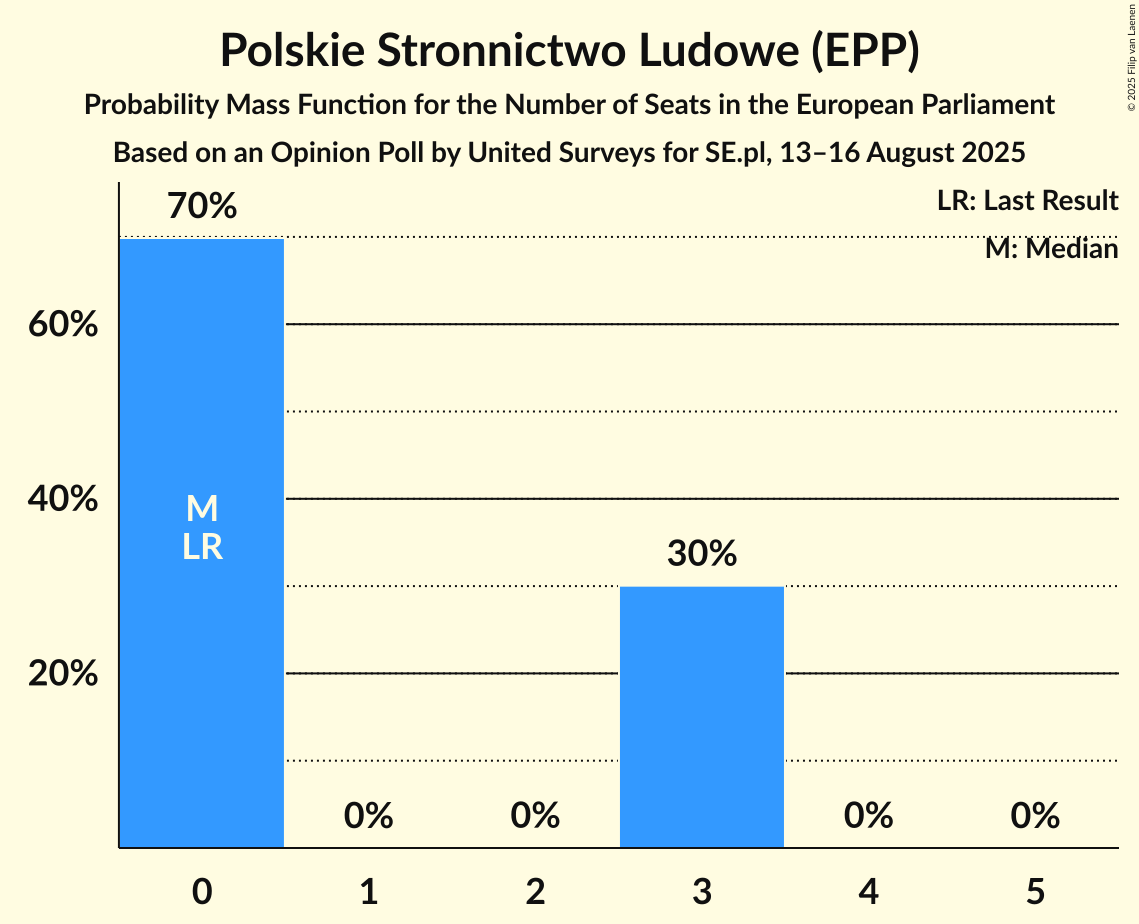 Polskie Stronnictwo Ludowe (EPP)
Probability Mass Function for the Number of Seats in the European Parliament
Based on an Opinion Poll by United Surveys for SE.pl, 13–16 August 2025
© 2025 Filip van Laenen
LR: Last Result
M: Median
70%
60%
40%
20%
M
LR
0%
0%
30%
0%
0%
0
1
2
3
4
5